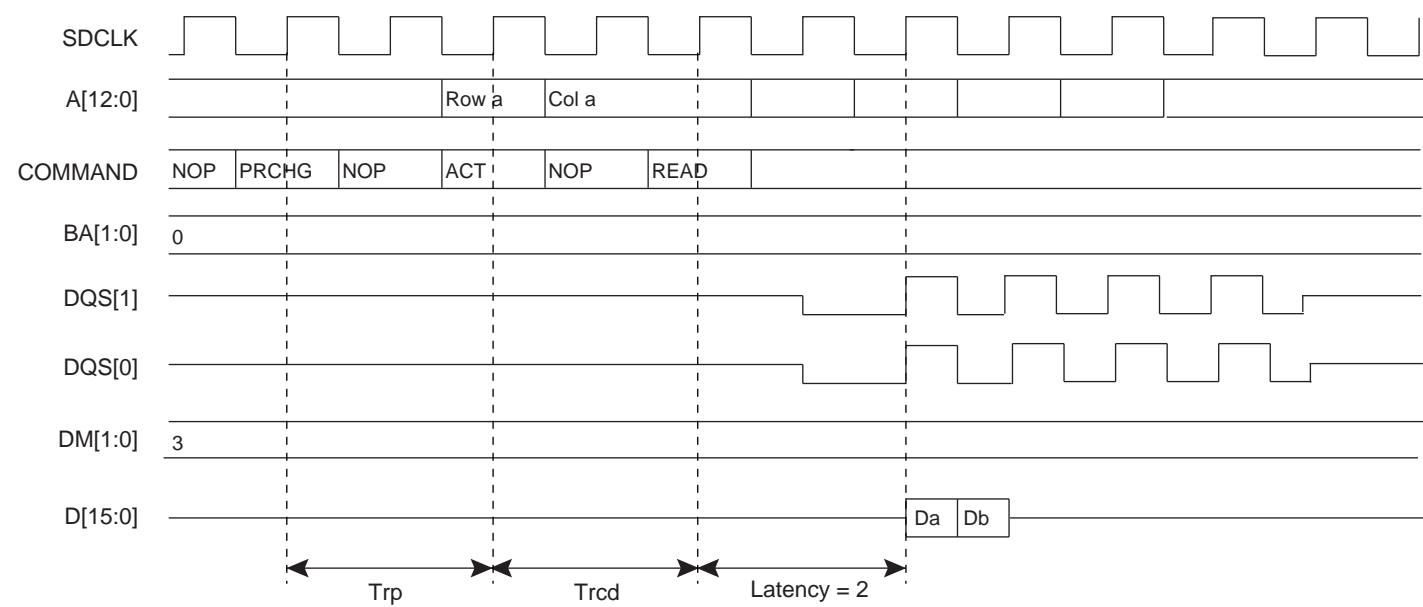 SDCLK
A[12:0] Row a Col a
COMMAND NOP PRCHG NOP ACT NOP READ
BA[1:0] 0
DQS[1]
DQS[0]
DM[1:0] 3
D[15:0] Da Db
Trp Trcd Latency = 2